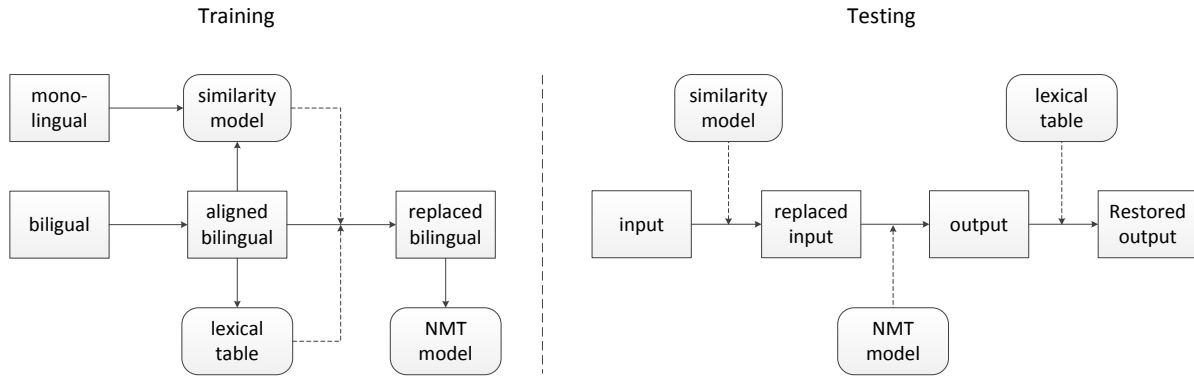 Training
mono-
lingual
similarity
model
biligual
aligned
bilingual
replaced
bilingual
lexical
table
NMT
model
Testing
similarity
model
lexical
table
input
replaced
input
output
Restored
output
NMT
model